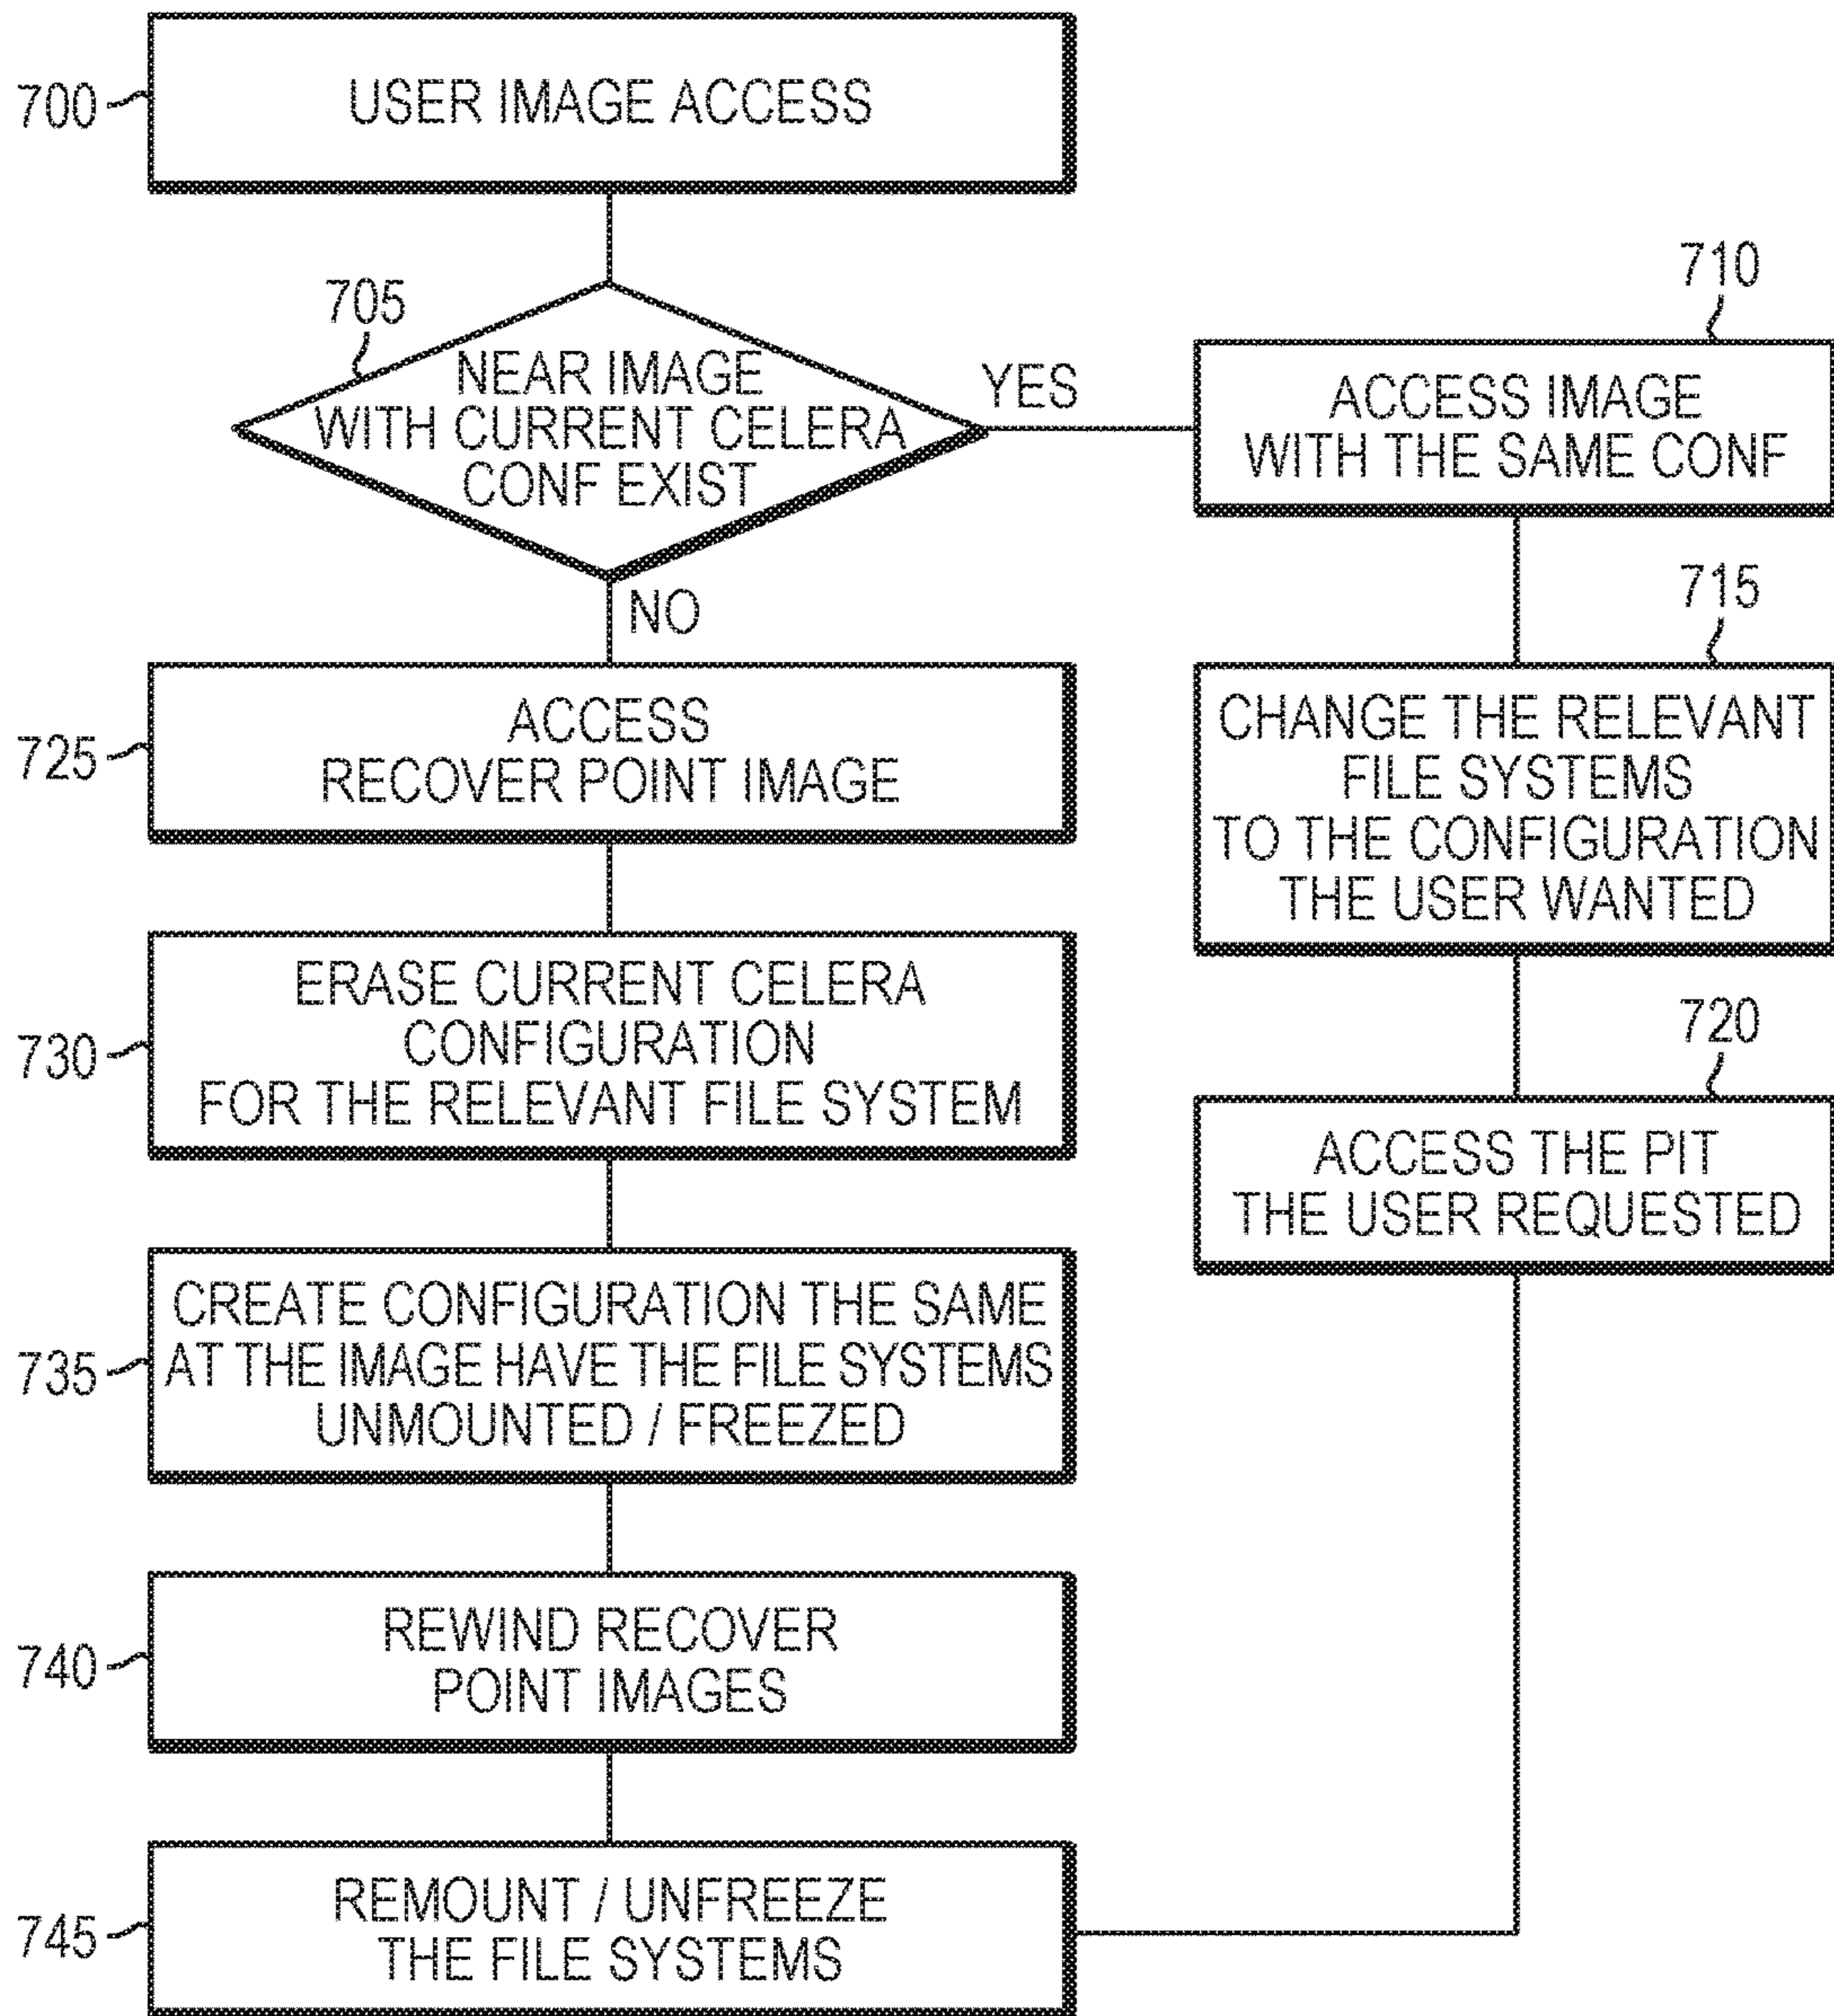 700
USER IMAGE ACCESS
705
NEAR IMAGE
WITH CURRENT CELERA
CONF EXIST
YES
NO
710
ACCESS IMAGE
WITH THE SAME CONF
715
CHANGE THE RELEVANT
FILE SYSTEMS
TO THE CONFIGURATION
THE USER WANTED
720
ACCESS THE PIT
THE USER REQUESTED
725
ACCESS
RECOVER POINT IMAGE
730
ERASE CURRENT CELERA
CONFIGURATION
FOR THE RELEVANT FILE SYSTEM
735
CREATE CONFIGURATION THE SAME
AT THE IMAGE HAVE THE FILE SYSTEMS
UNMOUNTED / FREEZED
740
REWIND RECOVER
POINT IMAGES
745
REMOUNT / UNFREEZE
THE FILE SYSTEMS